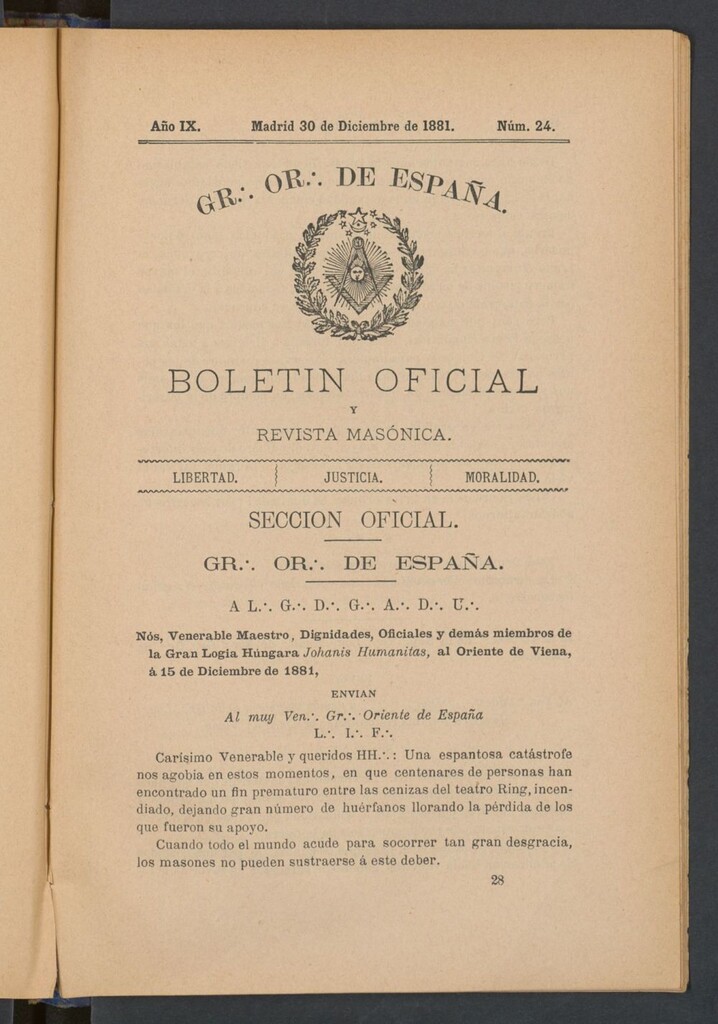 Año IX. Madrid 30 de Diciembre de 1881. Núm. 24.
GR.·. OR.·. DE ESPAÑA.
BOLETIN OFICIAL
Y
REVISTA MASÓNICA.
LIBERTAD. JUSTICIA. MORALIDAD.
SECCION OFICIAL.
GR.·. OR.·. DE ESPAÑA.
A L.·. G.·. D.·. G.·. A.·. D.·. U.·.
Nós, Venerable Maestro, Dignidades, Oficiales y demás miembros de
la Gran Logia Húngara Johanis Humanitas, al Oriente de Viena,
á 15 de Diciembre de 1881,
ENVIAN
Al muy Ven.·. Gr.·. Oriente de España
L.·. I.·. F.·.
Carísimo Venerable y queridos HH.·.: Una espantosa catástrofe
nos agobia en estos momentos, en que centenares de personas han
encontrado un fin prematuro entre las cenizas del teatro Ring, incen-
diado, dejando gran número de huérfanos llorando la pérdida de los
que fueron su apoyo.
Cuando todo el mundo acude para socorrer tan gran desgracia,
los masones no pueden sustraerse á este deber.
28